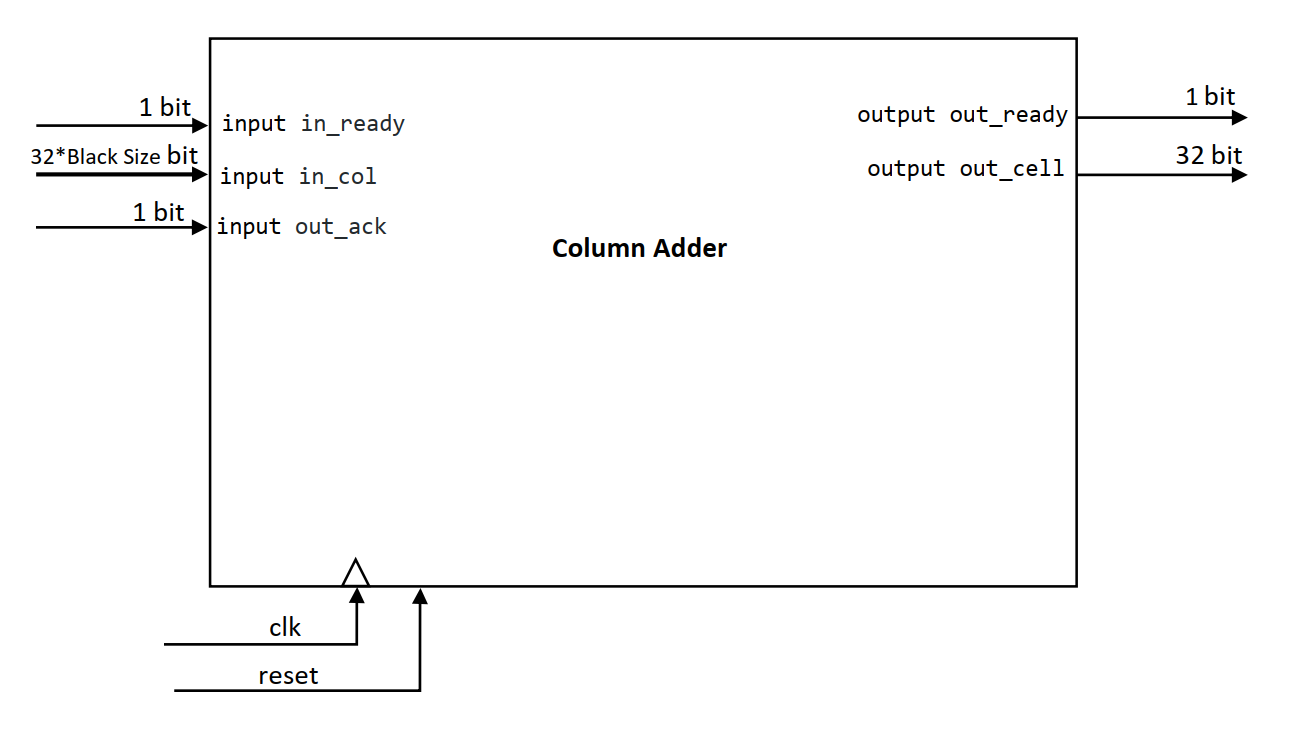 1 bit
input in_ready
32*Black Size bit
input in_col
1 bit
input out_ack
Column Adder
1 bit
output out_ready
32 bit
output out_cell
clk
reset